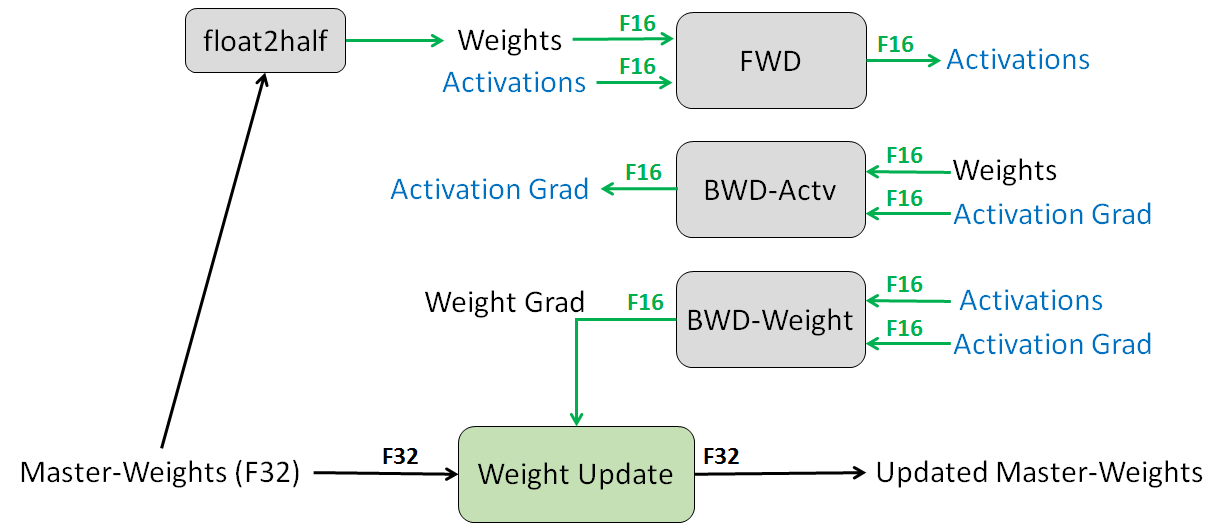 float2half
Weights
F16
FWD
F16
Activations
Activations
F16
F16
Weights
Activation Grad
F16
BWD-Actv
F16
Activation Grad
Weight Grad
F16
BWD-Weight
F16
Activations
F16
Activation Grad
Master-Weights (F32)
F32
Weight Update
F32
Updated Master-Weights